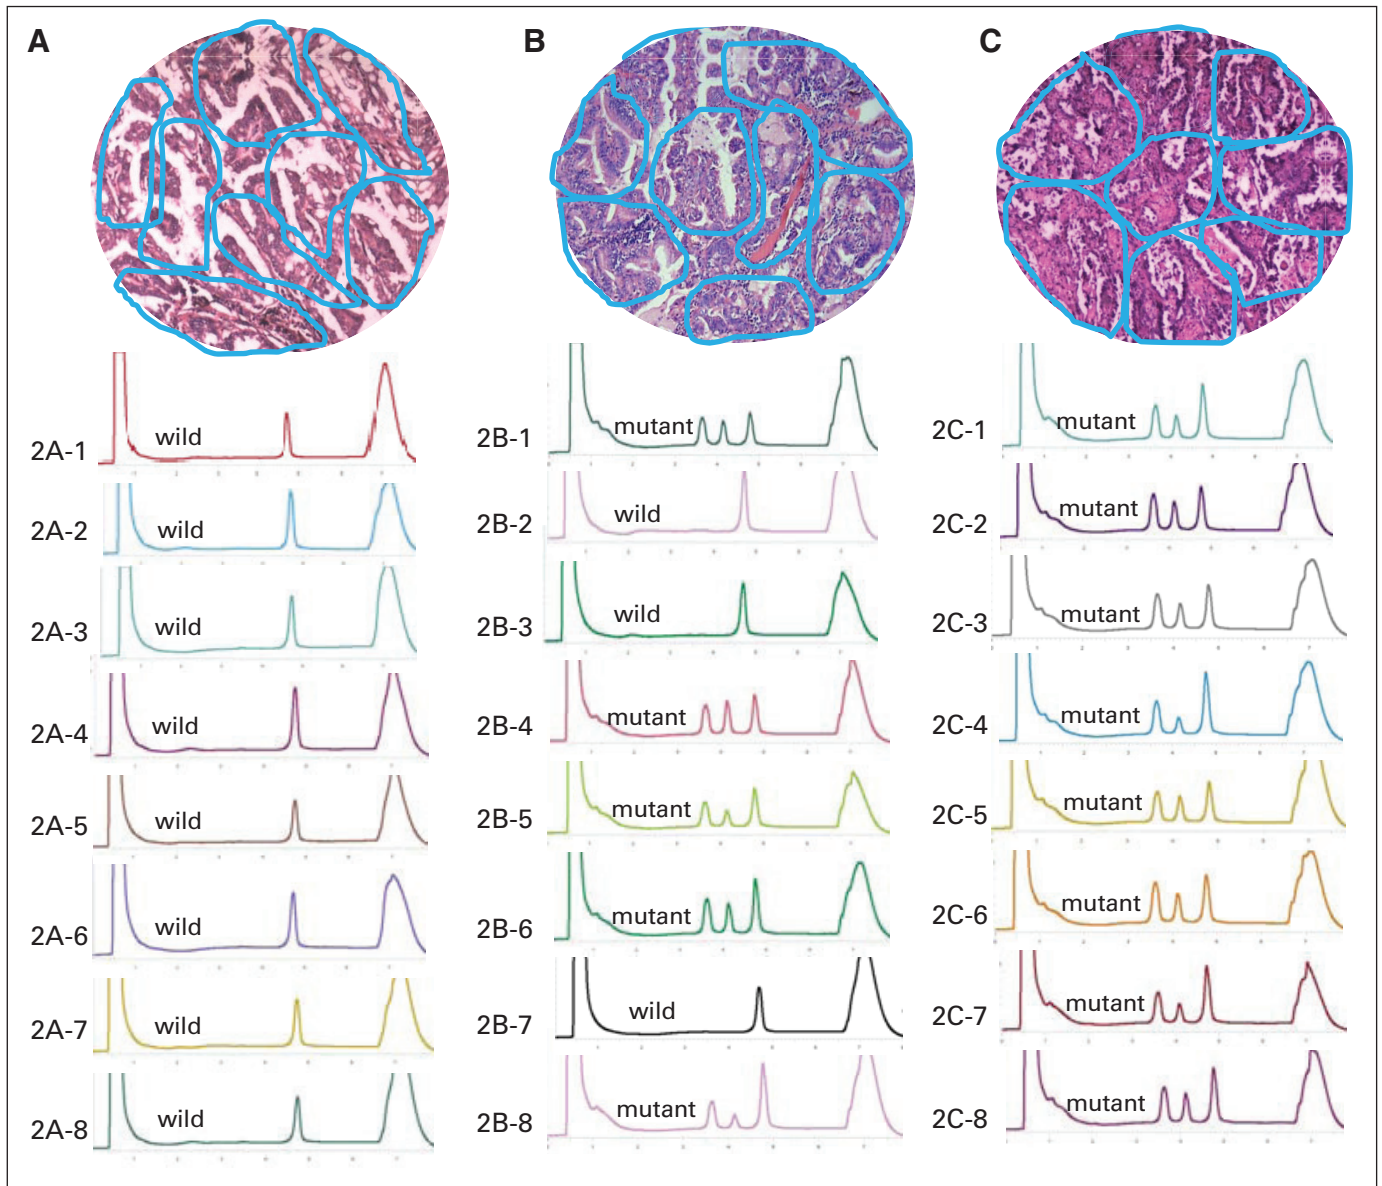 A
B
C
2A-1
wild
2A-2
wild
2A-3
wild
2A-4
wild
2A-5
wild
2A-6
wild
2A-7
wild
2A-8
wild
2B-1
mutant
2B-2
wild
2B-3
wild
2B-4
mutant
2B-5
mutant
2B-6
mutant
2B-7
wild
2B-8
mutant
2C-1
mutant
2C-2
mutant
2C-3
mutant
2C-4
mutant
2C-5
mutant
2C-6
mutant
2C-7
mutant
2C-8
mutant